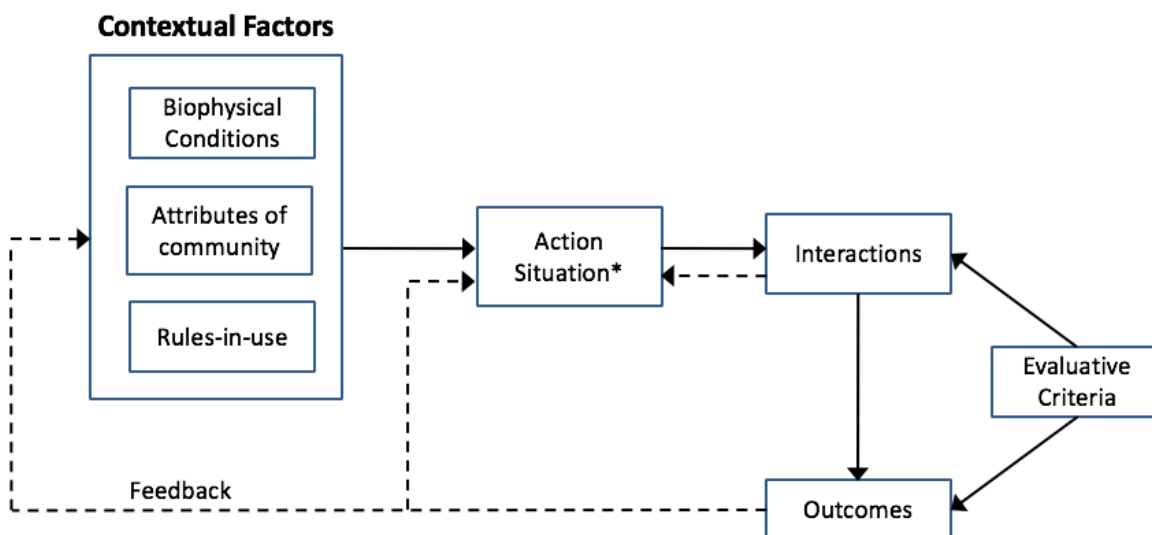 Contextual Factors
Biophysical
Conditions
Attributes of
community
Rules-in-use
Action
Situation*
Interactions
Evaluative
Criteria
Feedback
Outcomes